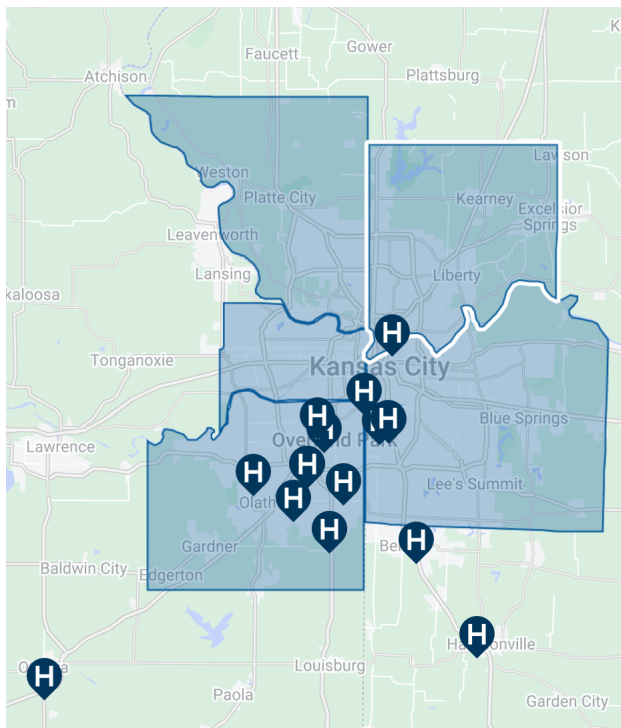 Gower
Faucett
Atchison
Plattsburg
Lawson
Weston
Platte City
Kearney
Excelsior
Springs
Leavenworth
Lansing
Liberty
kaloosa
H
Tonganoxie
Kansas City
H
H
H
Blue Springs
Lawrence
H
H
H
Lee's Summit
H
H
H
Gardner
Baldwin City
Edgerton
H
Louisburg
H
Paola
Garden City